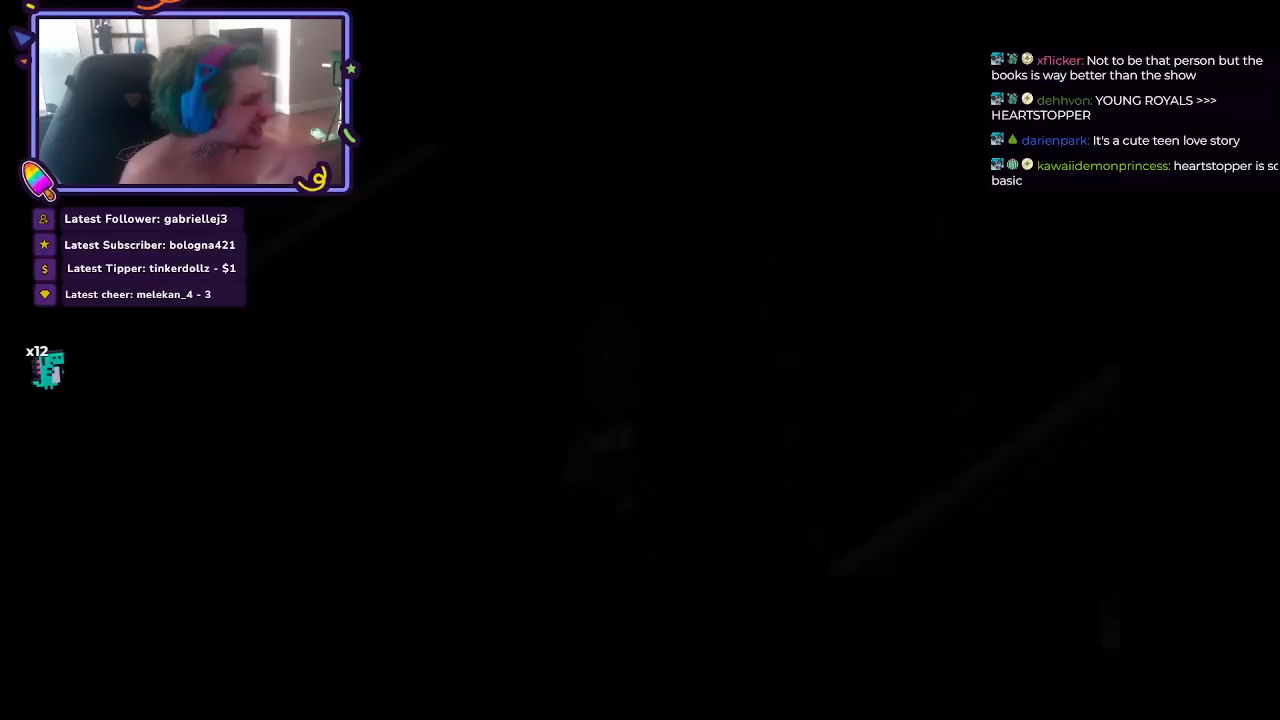 xflicker: Not to be that person but the
books is way better than the show
dehhvon: YOUNG ROYALS >>>
HEARTSTOPPER
darienpark: It's a cute teen love story
kawaiidemonprincess: heartstopper is so
basic
Latest Follower: gabriellej3
Latest Subscriber: bologna421
Latest Tipper: tinkerdollz - $1
Latest cheer: melekan_4 - 3
x12